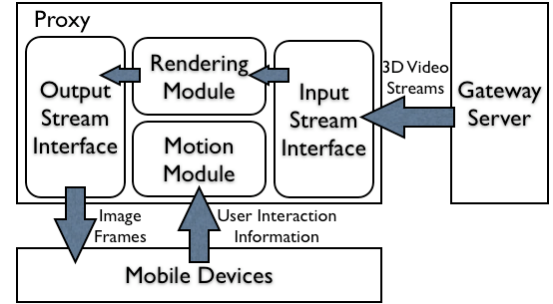 Proxy
Rendering
Module
Output
Stream
Interface
Input
Stream
Interface
Motion
Module
3D Video
Streams
Gateway
Server
Image
Frames
User Interaction
Information
Mobile Devices